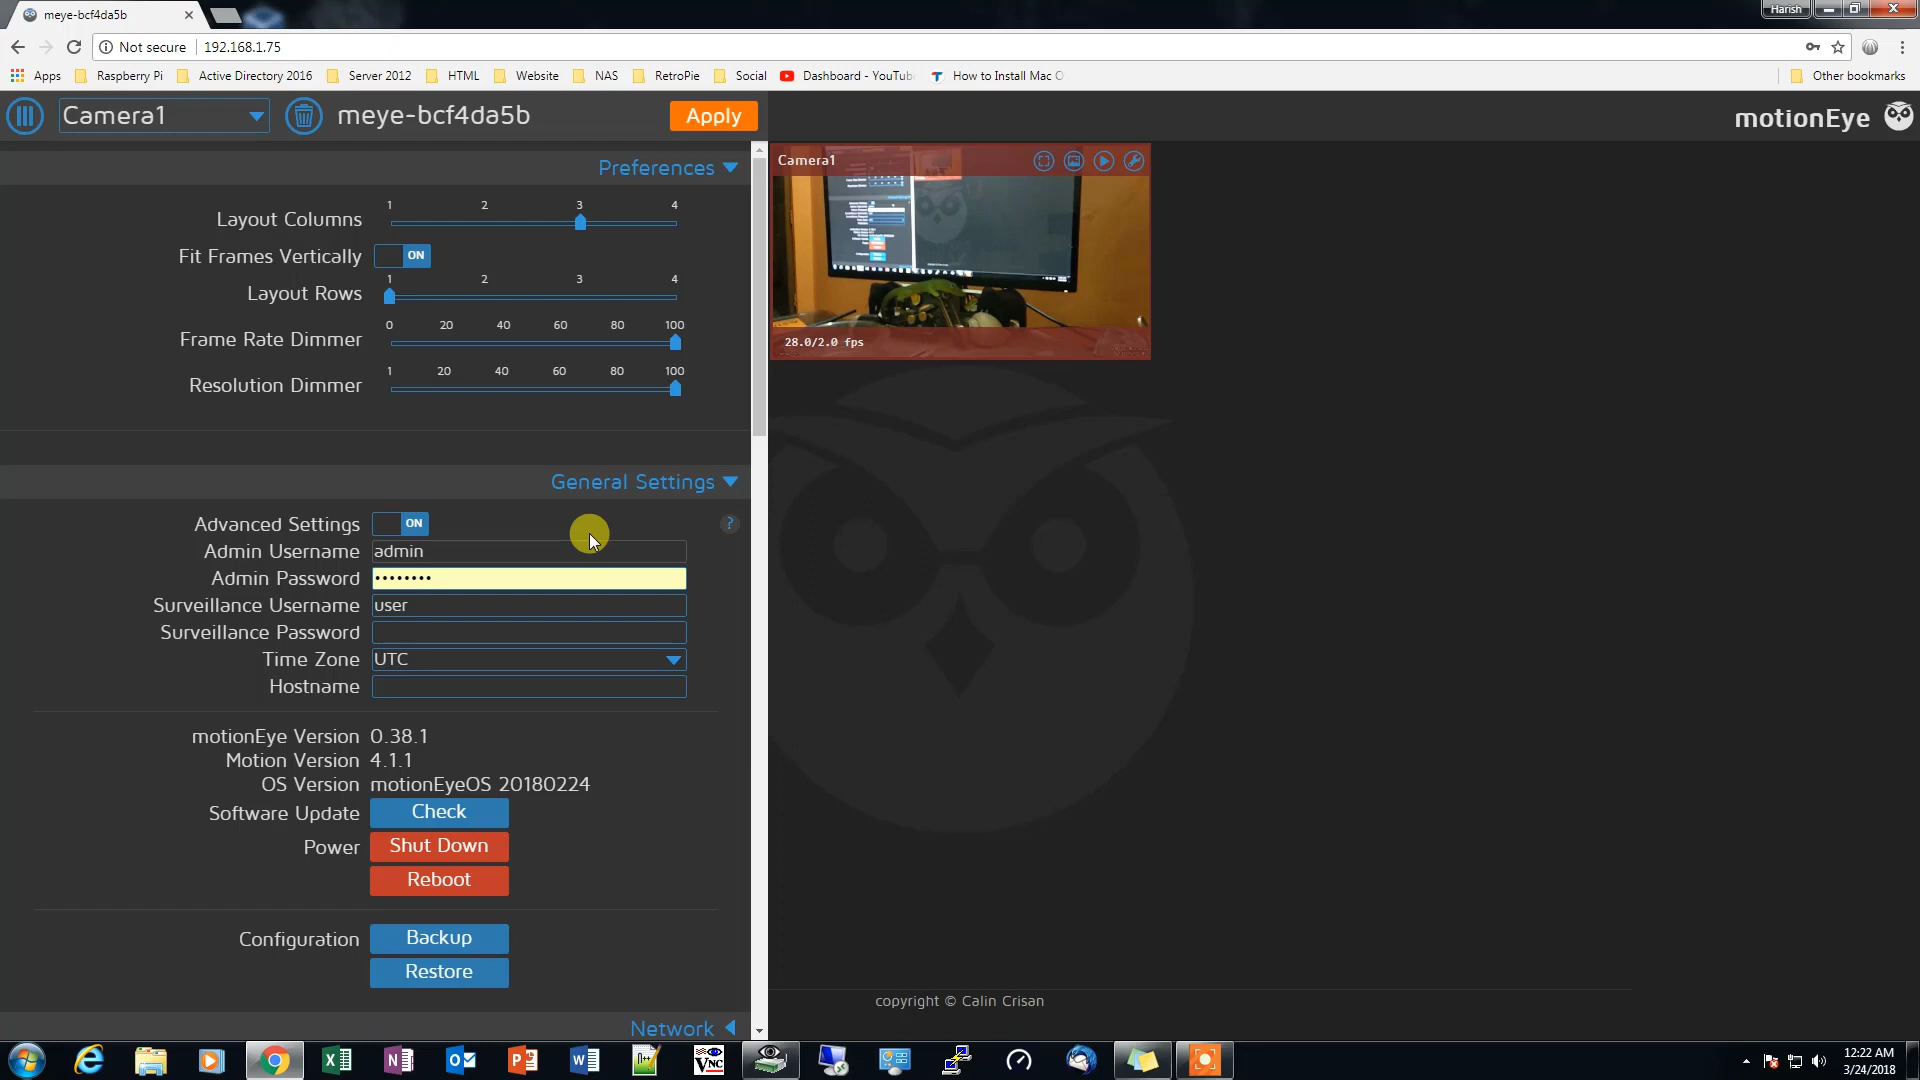 meye-bcf4da5b
Harish
Not secure
192.168.1.75
Apps
Raspberry Pi
Active Directory 2016
Server 2012
HTML
Website
NAS
RetroPie
Social
Dashboard - YouTub
How to Install Mac O
Other bookmarks
Camera1
meye-bcf4da5b
Apply
motionEye
Preferences
Camera1
Layout Columns
1 2 3 4
Fit Frames Vertically
ON
Layout Rows
1 2 3 4
Frame Rate Dimmer
0 20 40 60 80 100
28.0/2.0 fps
Resolution Dimmer
1 20 40 60 80 100
General Settings
Advanced Settings
ON
?
Admin Username
admin
Admin Password
••••••••
Surveillance Username
user
Surveillance Password
Time Zone
UTC
Hostname
motionEye Version
0.38.1
Motion Version
4.1.1
OS Version
motionEyeOS 20180224
Software Update
Check
Power
Shut Down
Reboot
Configuration
Backup
Restore
Network
copyright © Calin Crisan
VNC
12:22 AM
3/24/2018